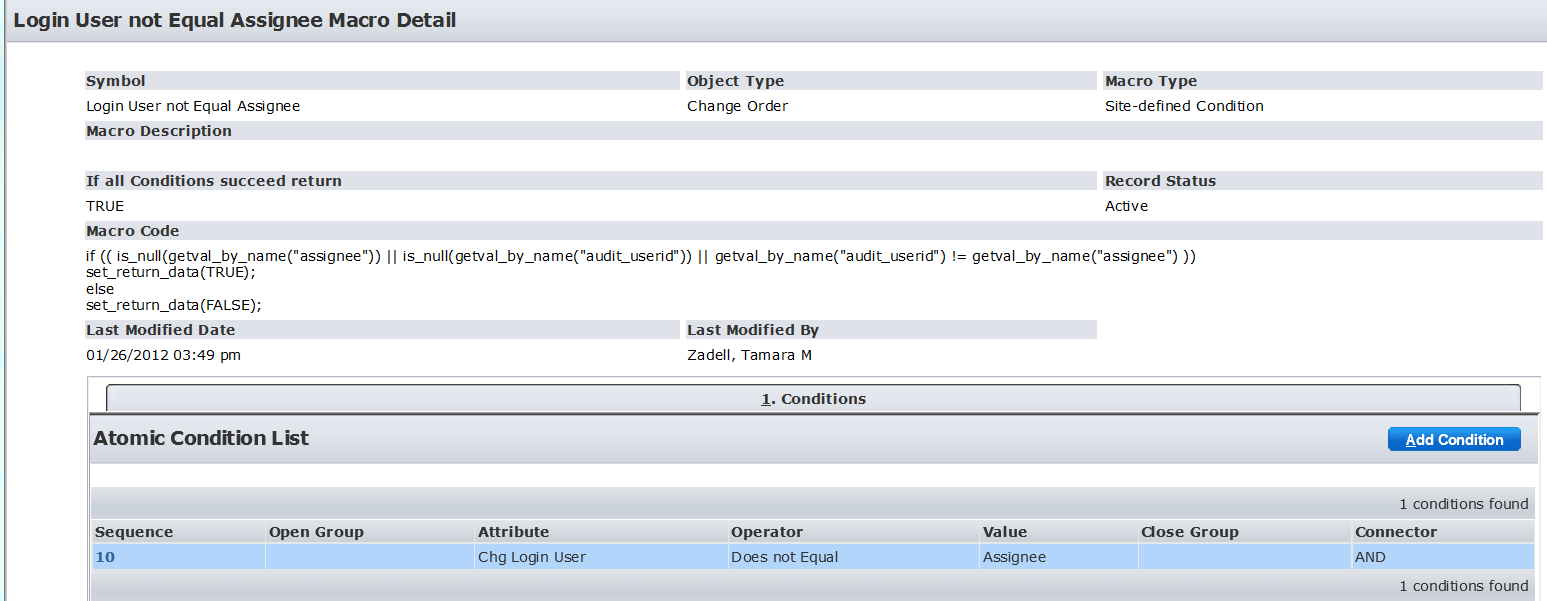 Login User not Equal Assignee Macro Detail
Symbol Object Type Macro Type
Login User not Equal Assignee Change Order Site-defined Condition
Macro Description
If all Conditions succeed return Record Status
TRUE Active
Macro Code
if (( is_null(getval_by_name("assignee")) || is_null(getval_by_name("audit_userid")) || getval_by_name("audit_userid") != getval_by_name("assignee") ))
set_return_data(TRUE);
else
set_return_data(FALSE);
Last Modified Date Last Modified By
01/26/2012 03:49 pm Zadell, Tamara M
1. Conditions
Atomic Condition List Add Condition
1 conditions found
Sequence Open Group Attribute Operator Value Close Group Connector
10 Chg Login User Does not Equal Assignee AND
1 conditions found